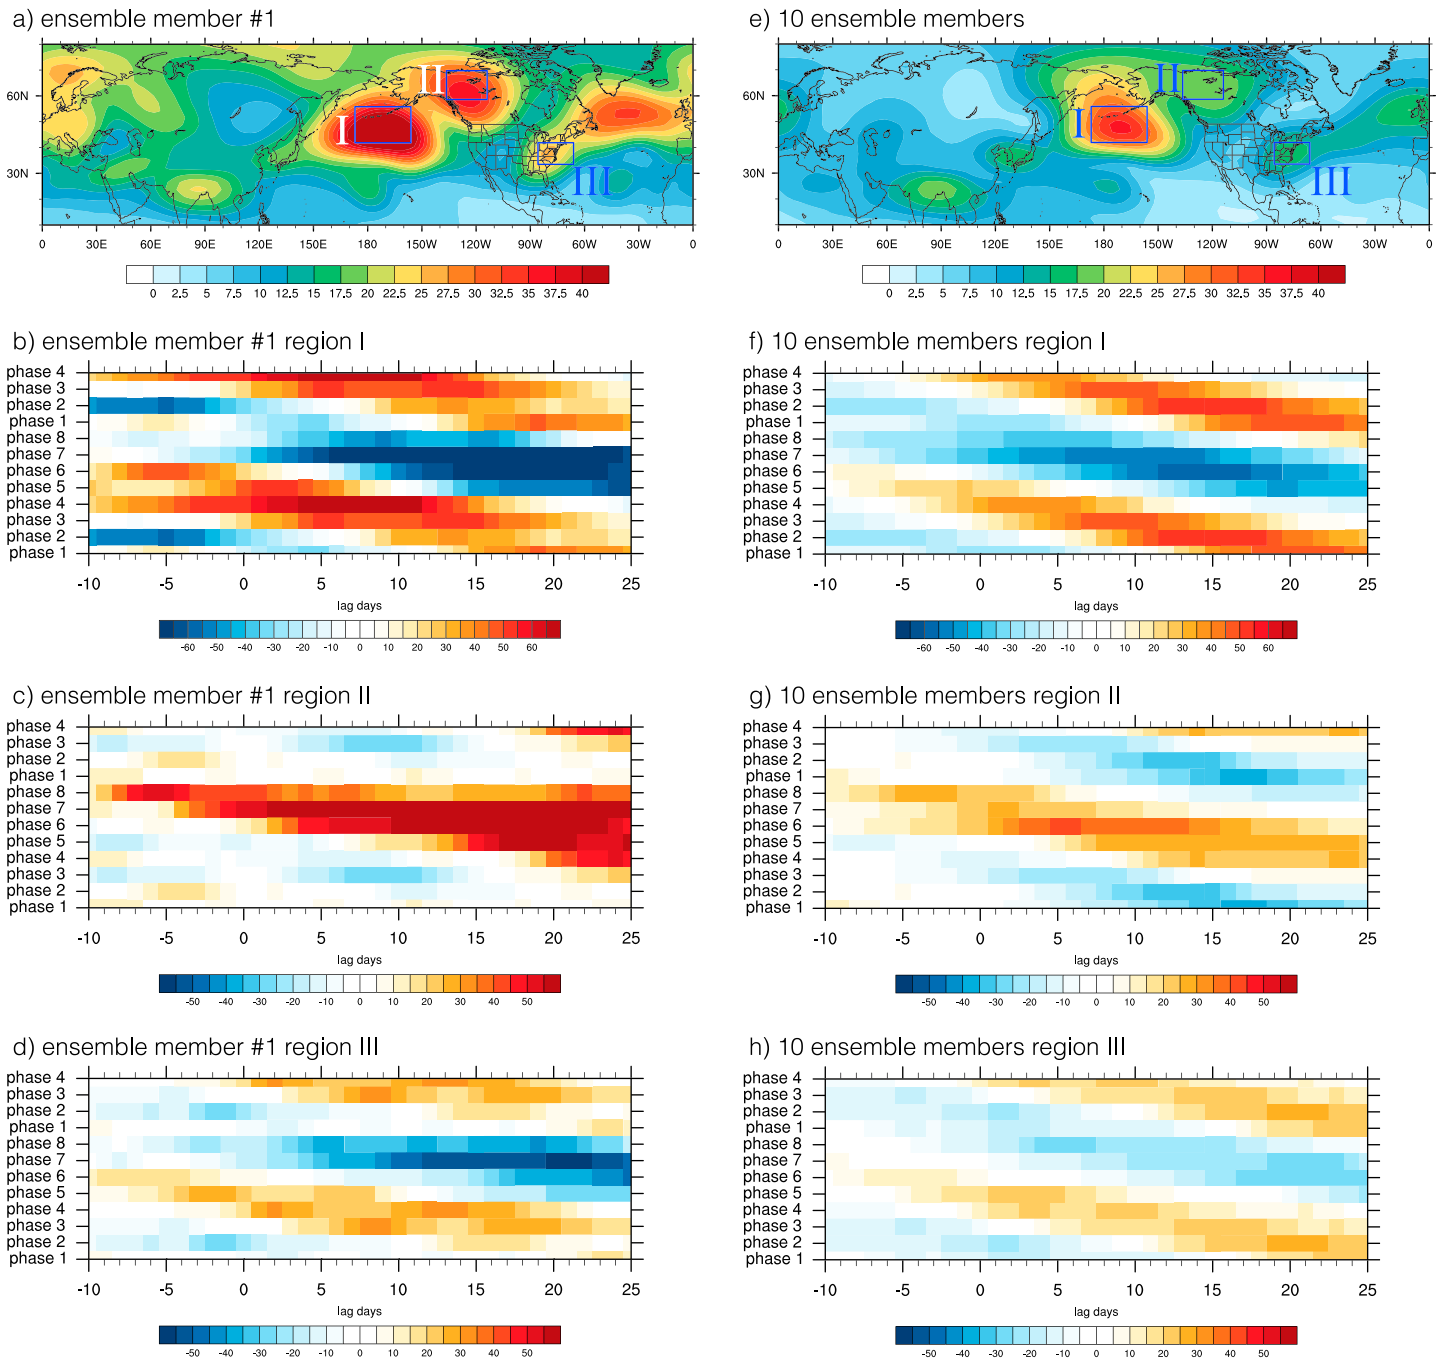 a) ensemble member #1
I
II
III
60N
30N
0 30E 60E 90E 120E 150E 180 150W 120W 90W 60W 30W 0
0 2.5 5 7.5 10 12.5 15 17.5 20 22.5 25 27.5 30 32.5 35 37.5 40
b) ensemble member #1 region I
phase 4
phase 3
phase 2
phase 1
phase 8
phase 7
phase 6
phase 5
phase 4
phase 3
phase 2
phase 1
-10 -5 0 5 10 15 20 25
lag days
-60 -50 -40 -30 -20 -10 0 10 20 30 40 50 60
c) ensemble member #1 region II
phase 4
phase 3
phase 2
phase 1
phase 8
phase 7
phase 6
phase 5
phase 4
phase 3
phase 2
phase 1
-10 -5 0 5 10 15 20 25
lag days
-50 -40 -30 -20 -10 0 10 20 30 40 50
d) ensemble member #1 region III
phase 4
phase 3
phase 2
phase 1
phase 8
phase 7
phase 6
phase 5
phase 4
phase 3
phase 2
phase 1
-10 -5 0 5 10 15 20 25
lag days
-50 -40 -30 -20 -10 0 10 20 30 40 50
e) 10 ensemble members
II
I
III
60N
30N
0 30E 60E 90E 120E 150E 180 150W 120W 90W 60W 30W 0
0 2.5 5 7.5 10 12.5 15 17.5 20 22.5 25 27.5 30 32.5 35 37.5 40
f) 10 ensemble members region I
phase 4
phase 3
phase 2
phase 1
phase 8
phase 7
phase 6
phase 5
phase 4
phase 3
phase 2
phase 1
-10 -5 0 5 10 15 20 25
lag days
-60 -50 -40 -30 -20 -10 0 10 20 30 40 50 60
g) 10 ensemble members region II
phase 4
phase 3
phase 2
phase 1
phase 8
phase 7
phase 6
phase 5
phase 4
phase 3
phase 2
phase 1
-10 -5 0 5 10 15 20 25
lag days
-50 -40 -30 -20 -10 0 10 20 30 40 50
h) 10 ensemble members region III
phase 4
phase 3
phase 2
phase 1
phase 8
phase 7
phase 6
phase 5
phase 4
phase 3
phase 2
phase 1
-10 -5 0 5 10 15 20 25
lag days
-50 -40 -30 -20 -10 0 10 20 30 40 50